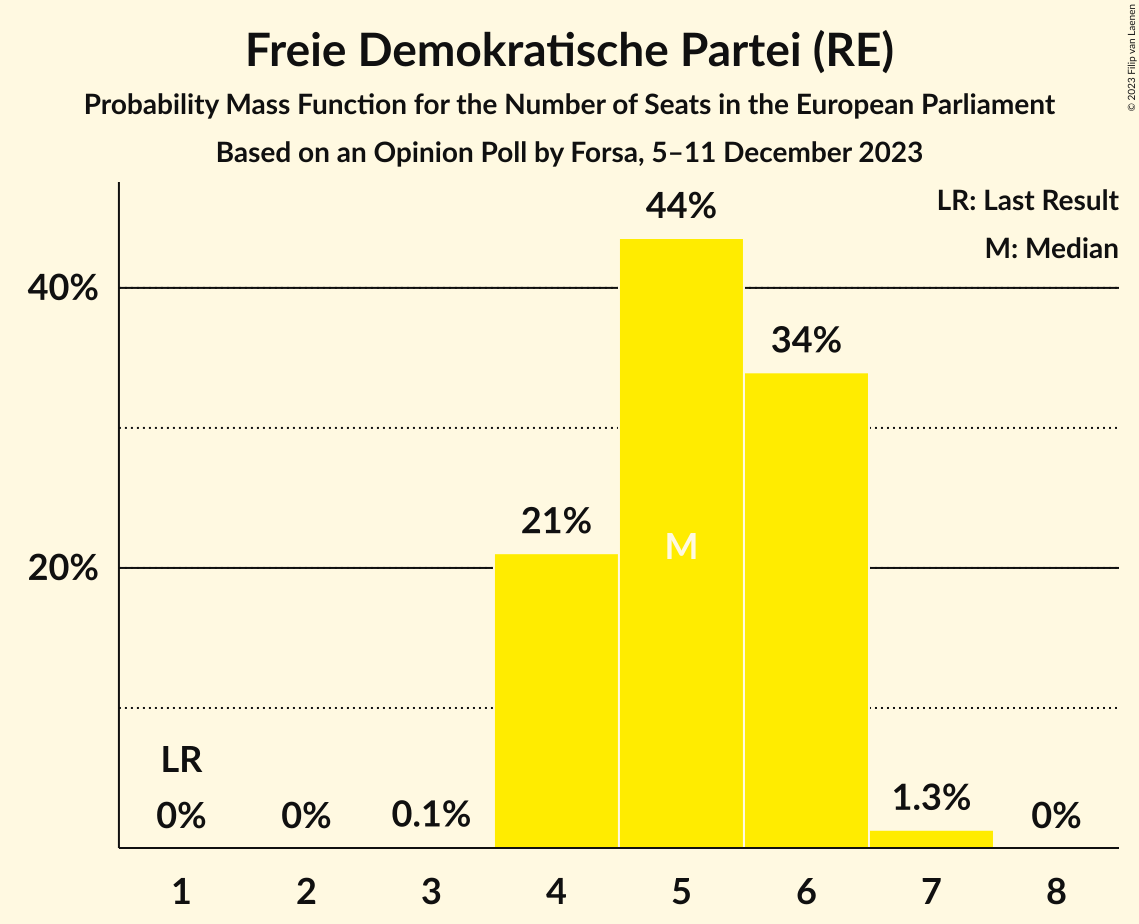 Freie Demokratische Partei (RE)
Probability Mass Function for the Number of Seats in the European Parliament
Based on an Opinion Poll by Forsa, 5–11 December 2023
© 2023 Filip van Laenen
LR: Last Result
M: Median
44%
40%
34%
21%
M
20%
LR
0%
0%
0.1%
1.3%
0%
1 2 3 4 5 6 7 8